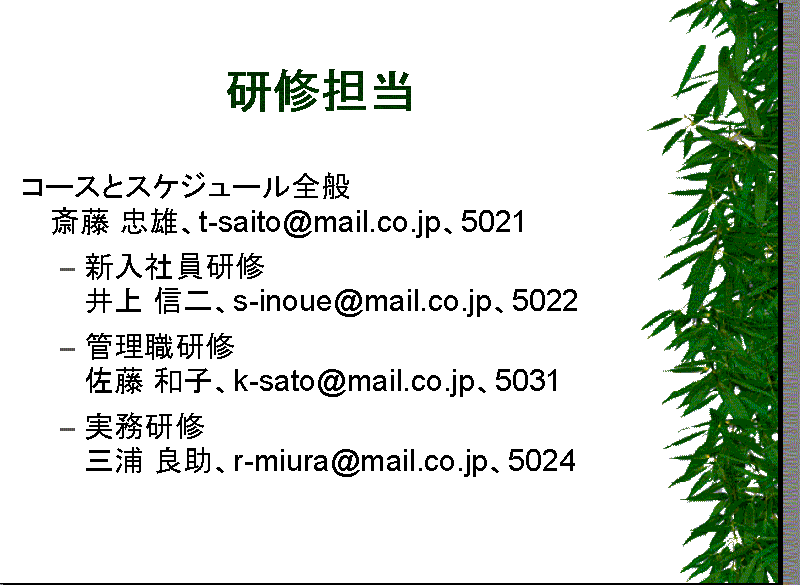 研修担当
コースとスケジュール全般
斎藤 忠雄、t-saito@mail.co.jp、5021
– 新入社員研修
井上 信二、s-inoue@mail.co.jp、5022
– 管理職研修
佐藤 和子、k-sato@mail.co.jp、5031
– 実務研修
三浦 良助、r-miura@mail.co.jp、5024